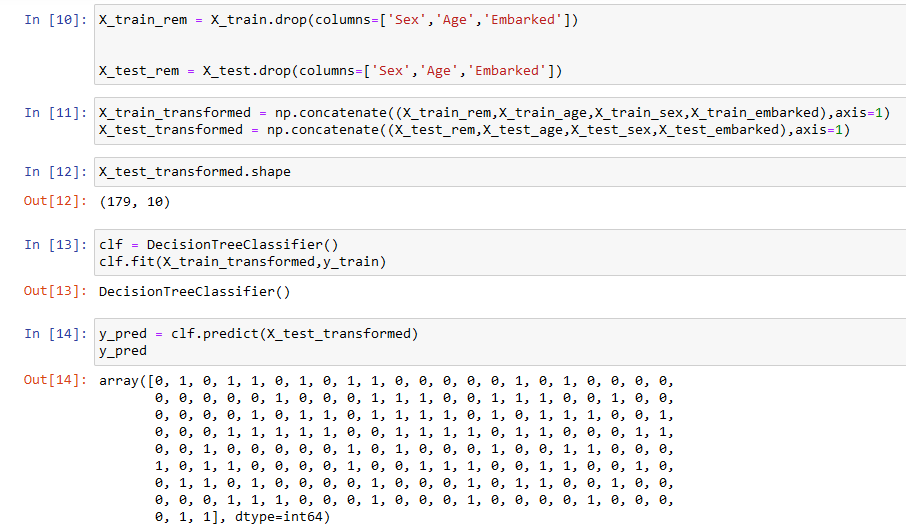 In [10]: X_train_rem = X_train.drop(columns=['Sex','Age','Embarked'])
X_test_rem = X_test.drop(columns=['Sex','Age','Embarked'])
In [11]: X_train_transformed = np.concatenate((X_train_rem,X_train_age,X_train_sex,X_train_embarked),axis=1)
X_test_transformed = np.concatenate((X_test_rem,X_test_age,X_test_sex,X_test_embarked),axis=1)
In [12]: X_test_transformed.shape
Out[12]: (179, 10)
In [13]: clf = DecisionTreeClassifier()
clf.fit(X_train_transformed,y_train)
Out[13]: DecisionTreeClassifier()
In [14]: y_pred = clf.predict(X_test_transformed)
y_pred
Out[14]: array([0, 1, 0, 1, 1, 0, 1, 0, 1, 1, 0, 0, 0, 0, 0, 1, 0, 1, 0, 0, 0, 0,
0, 0, 0, 0, 0, 1, 0, 0, 0, 1, 1, 1, 0, 0, 1, 1, 1, 0, 0, 1, 0, 0,
0, 0, 0, 0, 1, 0, 1, 1, 0, 1, 1, 1, 1, 0, 1, 0, 1, 1, 1, 0, 0, 1,
0, 0, 0, 1, 1, 1, 1, 1, 0, 0, 1, 1, 1, 1, 0, 1, 1, 0, 0, 0, 1, 1,
0, 0, 1, 0, 0, 0, 0, 0, 1, 0, 1, 0, 0, 0, 1, 0, 0, 1, 1, 0, 0, 0,
1, 0, 1, 1, 0, 0, 0, 0, 1, 0, 0, 1, 1, 1, 0, 0, 1, 1, 0, 0, 1, 0,
0, 1, 1, 0, 1, 0, 0, 0, 0, 1, 0, 0, 1, 0, 0, 1, 0, 1, 1, 0, 0, 1, 0, 0,
0, 0, 0, 1, 1, 1, 0, 0, 0, 1, 0, 0, 0, 1, 0, 0, 0, 0, 1, 0, 0, 0,
0, 1, 1], dtype=int64)